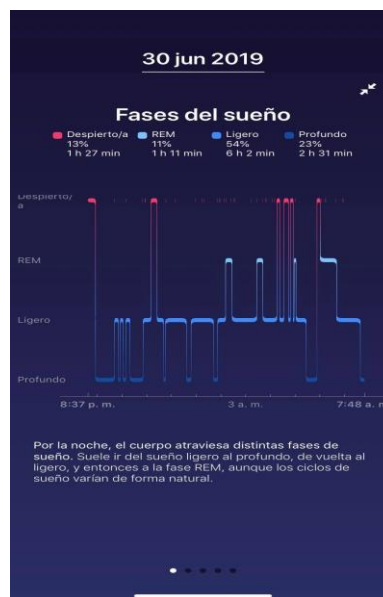 30 jun 2019
Fases del sueño
Despierto/a REM Ligero Profundo
13% 11% 54% 23%
1 h 27 min 1 h 11 min 6 h 2 min 2 h 31 min
Despierto/
a
REM
Ligero
Profundo
8:37 p. m. 3 a. m. 7:48 a. m
Por la noche, el cuerpo atraviesa distintas fases de
sueño. Suele ir del sueño ligero al profundo, de vuelta al
ligero, y entonces a la fase REM, aunque los ciclos de
sueño varían de forma natural.